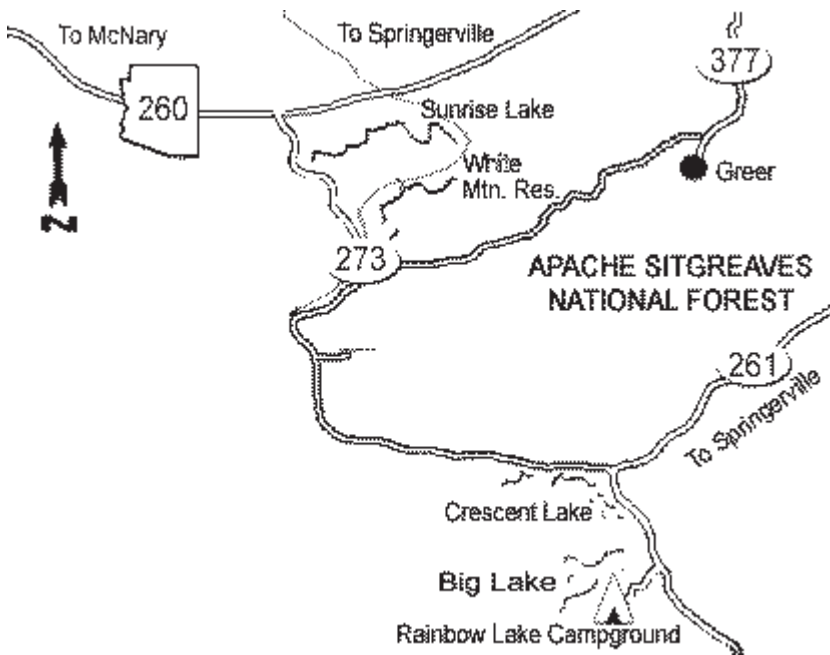 To McNary
To Springerville
377
260
Sunrise Lake
White
Mtn. Res.
Greer
N
273
APACHE SITGREAVES
NATIONAL FOREST
261
To Springerville
Crescent Lake
Big Lake
Rainbow Lake Campground